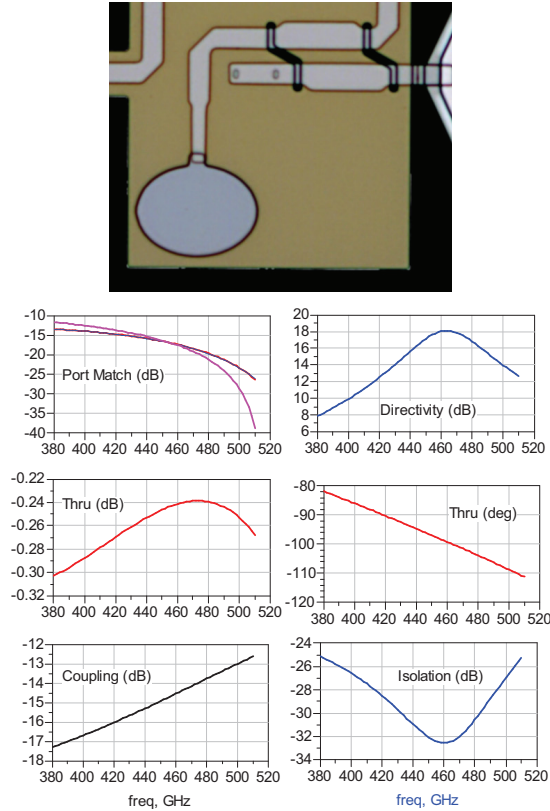 -10
-15
-20
-25
-30
-35
-40
Port Match (dB)
380 400 420 440 460 480 500 520
20
18
16
14
12
10
8
6
Directivity (dB)
380 400 420 440 460 480 500 520
-0.22
-0.24
-0.26
-0.28
-0.30
-0.32
Thru (dB)
380 400 420 440 460 480 500 520
-80
-90
-100
-110
-120
Thru (deg)
380 400 420 440 460 480 500 520
-12
-13
-14
-15
-16
-17
-18
Coupling (dB)
380 400 420 440 460 480 500 520
freq, GHz
-24
-26
-28
-30
-32
-34
Isolation (dB)
380 400 420 440 460 480 500 520
freq, GHz